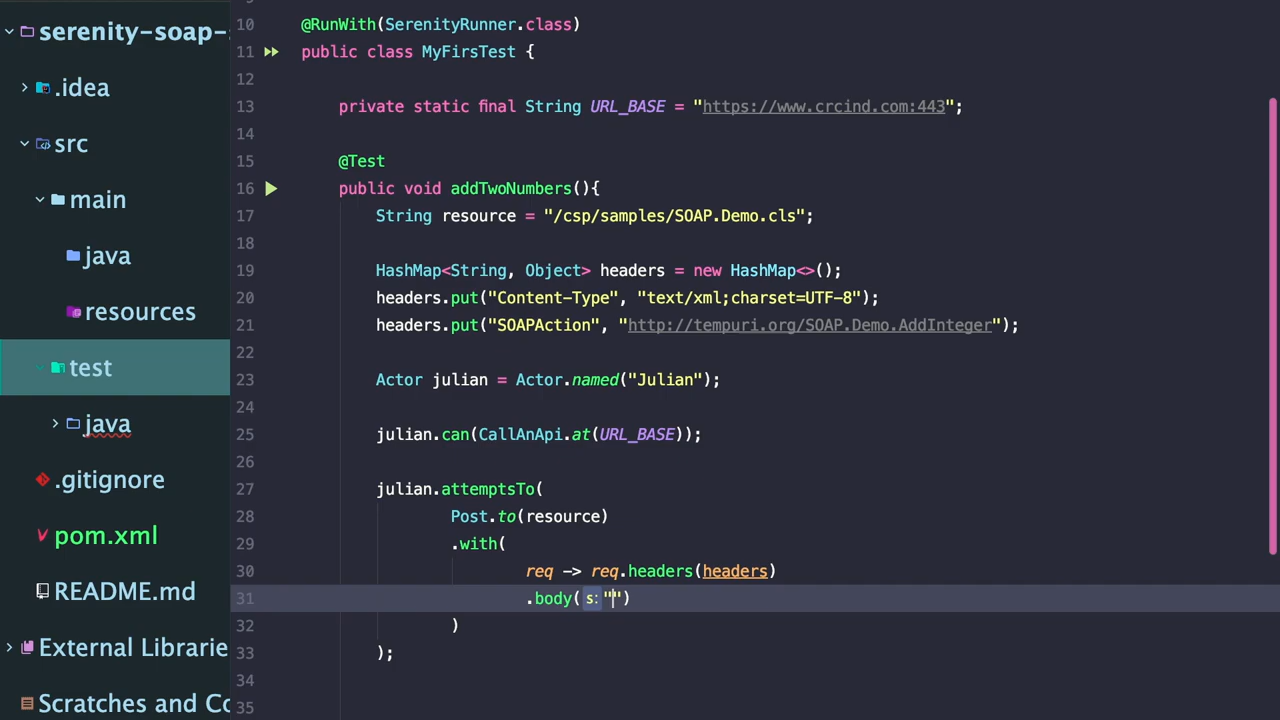 serenity-soap-
.idea
src
main
java
resources
test
java
.gitignore
pom.xml
README.md
External Librarie
Scratches and Co
10 @RunWith(SerenityRunner.class)
11 public class MyFirsTest {
12
13 private static final String URL_BASE = "https://www.crcind.com:443";
14
15 @Test
16 public void addTwoNumbers(){
17 String resource = "/csp/samples/SOAP.Demo.cls";
18
19 HashMap<String, Object> headers = new HashMap<>();
20 headers.put("Content-Type", "text/xml;charset=UTF-8");
21 headers.put("SOAPAction", "http://tempuri.org/SOAP.Demo.AddInteger");
22
23 Actor julian = Actor.named("Julian");
24
25 julian.can(CallAnApi.at(URL_BASE));
26
27 julian.attemptsTo(
28 Post.to(resource)
29 .with(
30 req -> req.headers(headers)
31 .body( s: "")
32 )
33 );
34
35